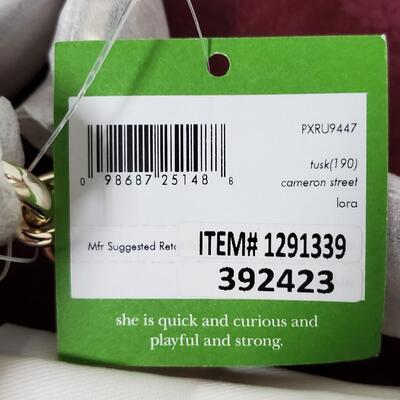 PXRU9447
tusk(190)
cameron street
lora
0 98687 25148 8
Mfr Suggested Reta
ITEM# 1291339
392423
she is quick and curious and
playful and strong.